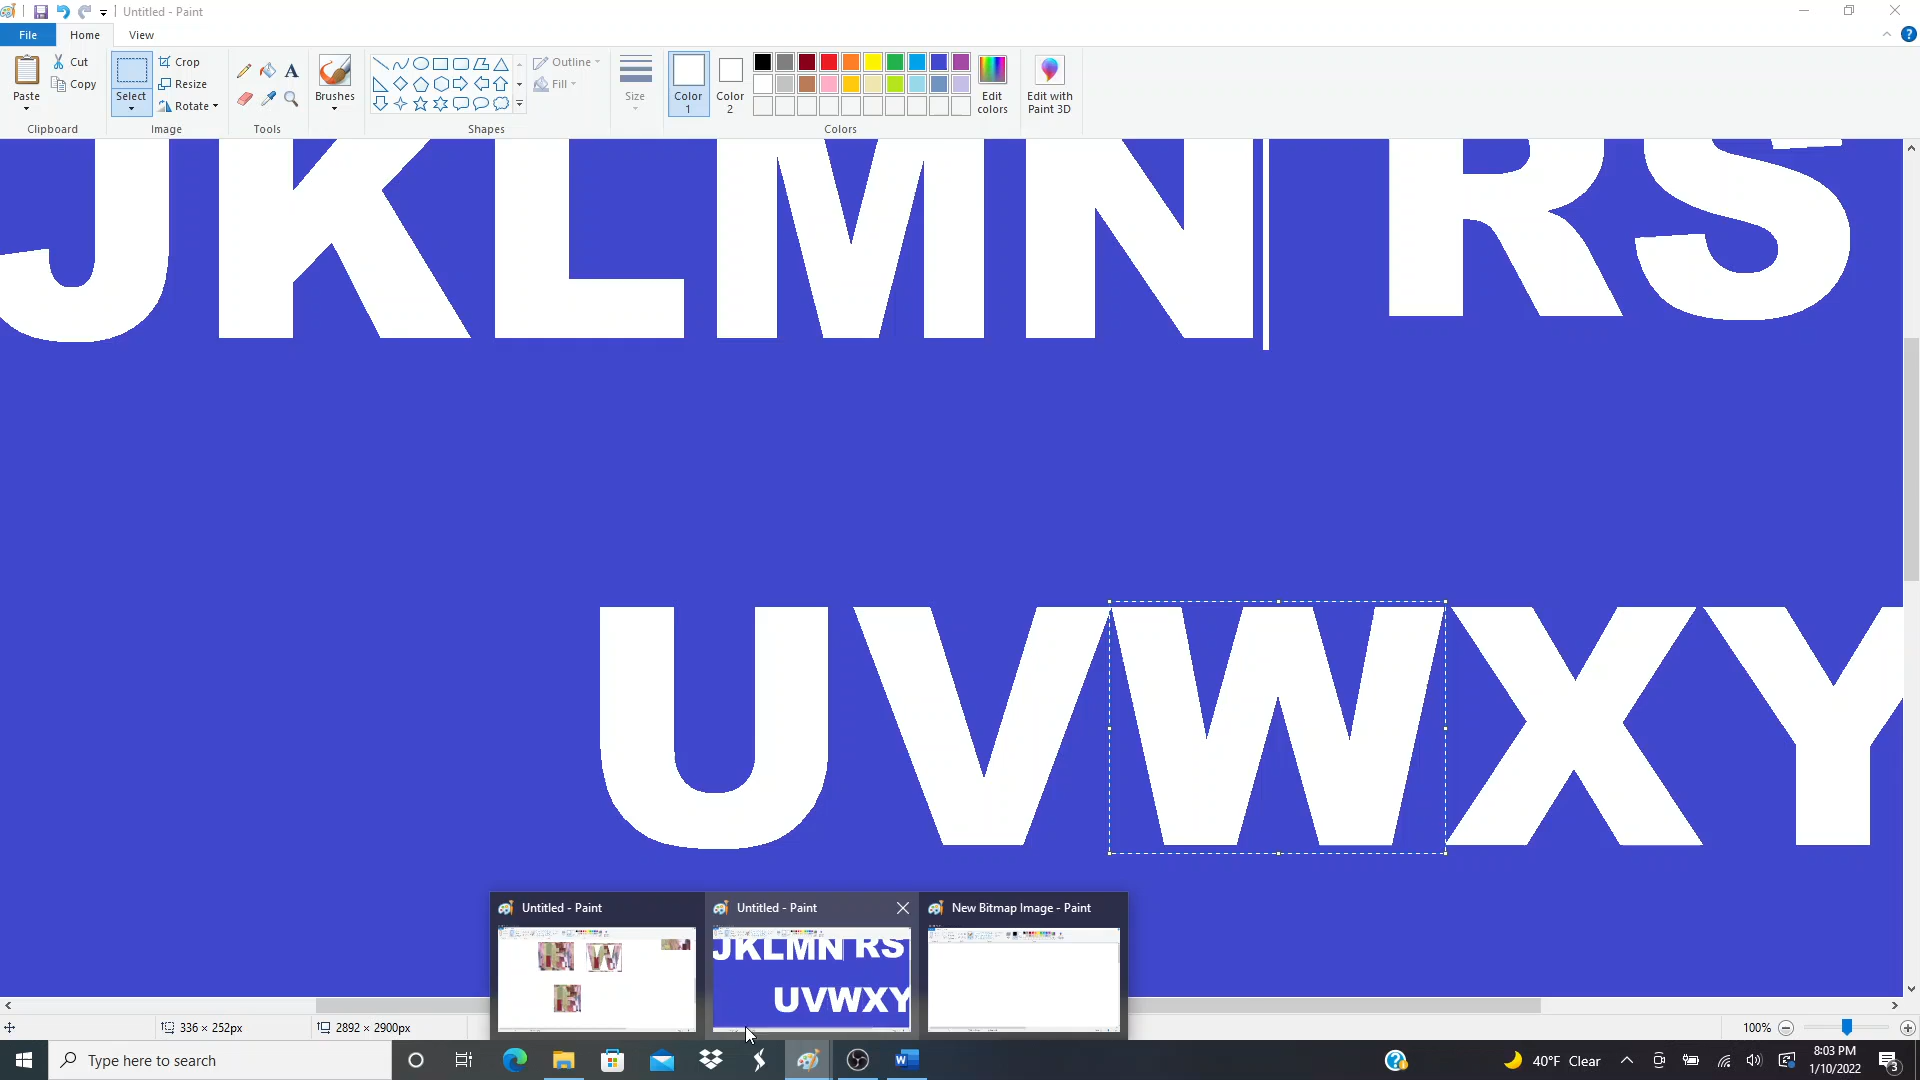 Untitled - Paint
File Home View
Paste
Cut
Copy
Clipboard
Select
Crop
Resize
Rotate
Image
Tools
Brushes
Shapes
Outline
Fill
Size
Color 1
Color 2
Edit colors
Edit with Paint 3D
Colors
JKLMN RS
UVWXY
Untitled - Paint Untitled - Paint New Bitmap Image - Paint
JKLMN RS
UVWXY
336 × 252px 2892 × 2900px 100%
Type here to search
40°F Clear
8:03 PM
1/10/2022
3